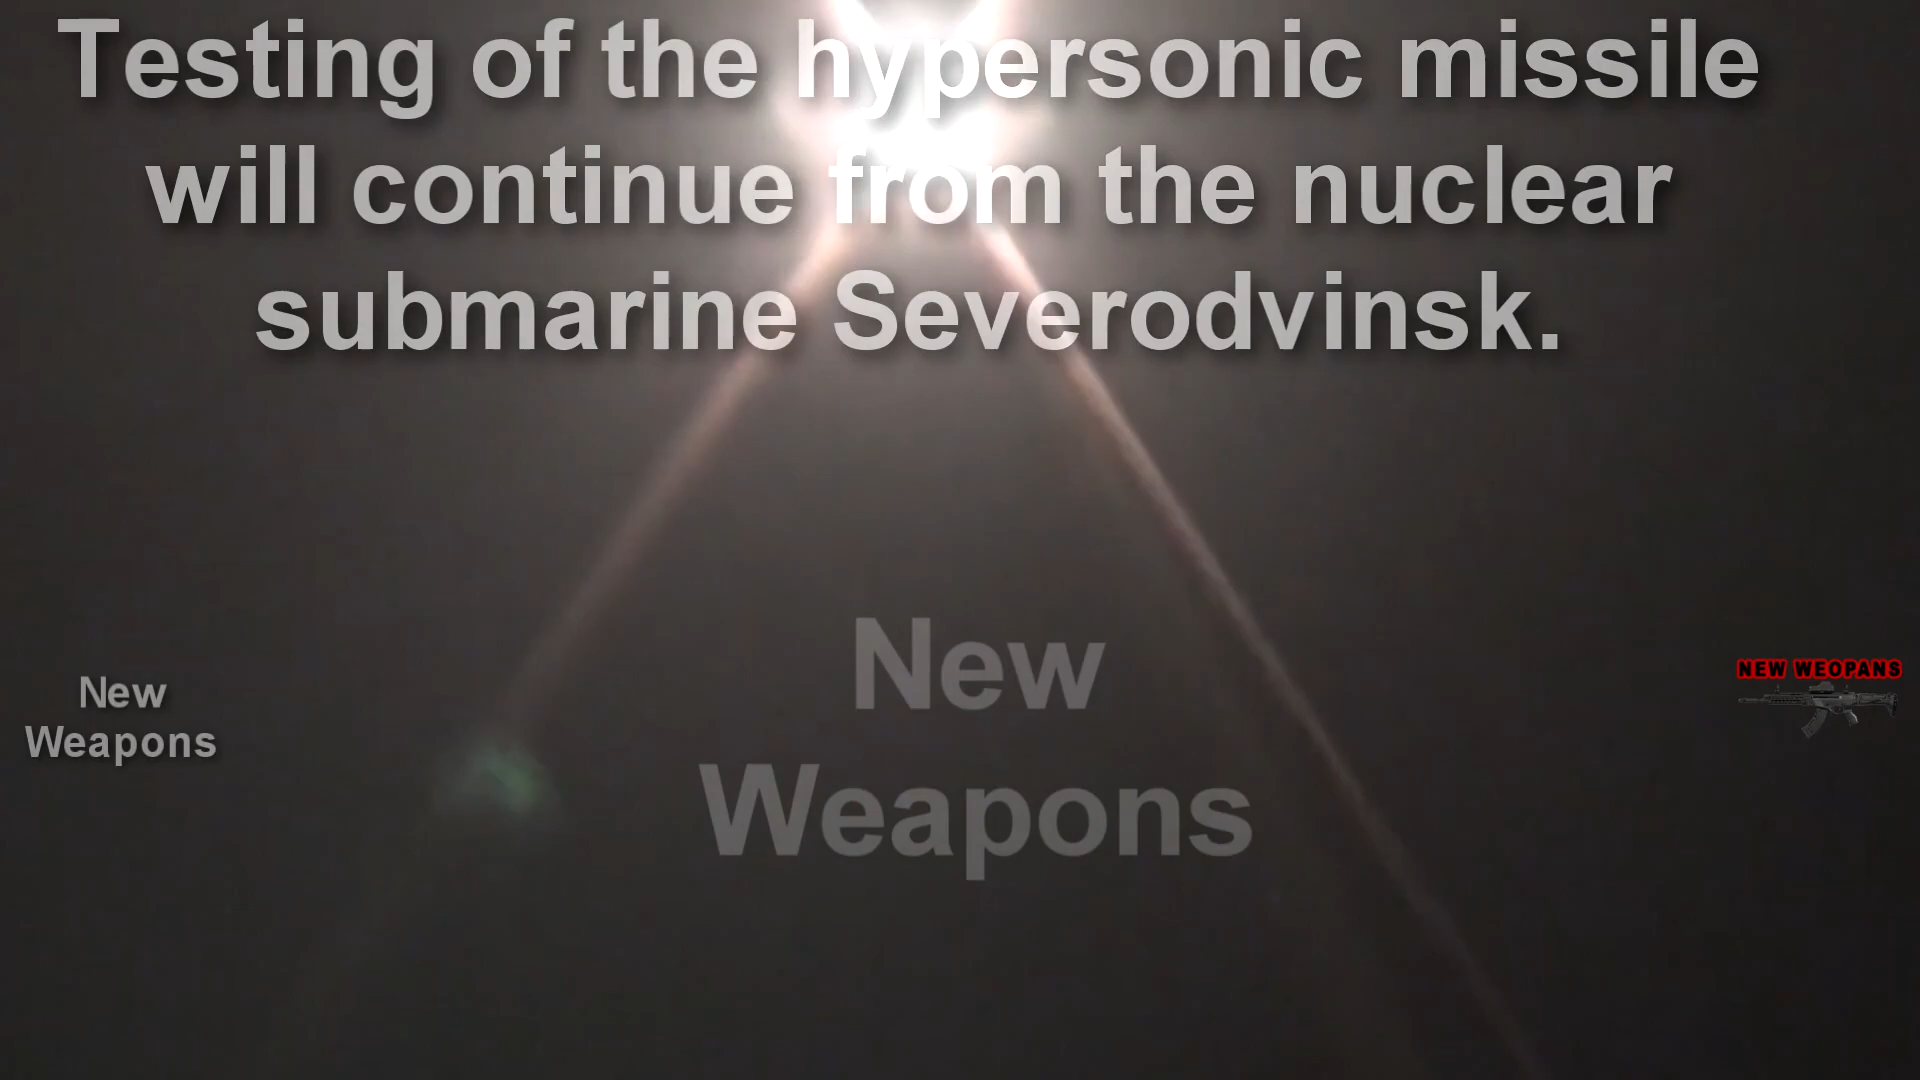 Testing of the hypersonic missile
will continue from the nuclear
submarine Severodvinsk.
New
Weapons
New
Weapons
NEW WEOPANS